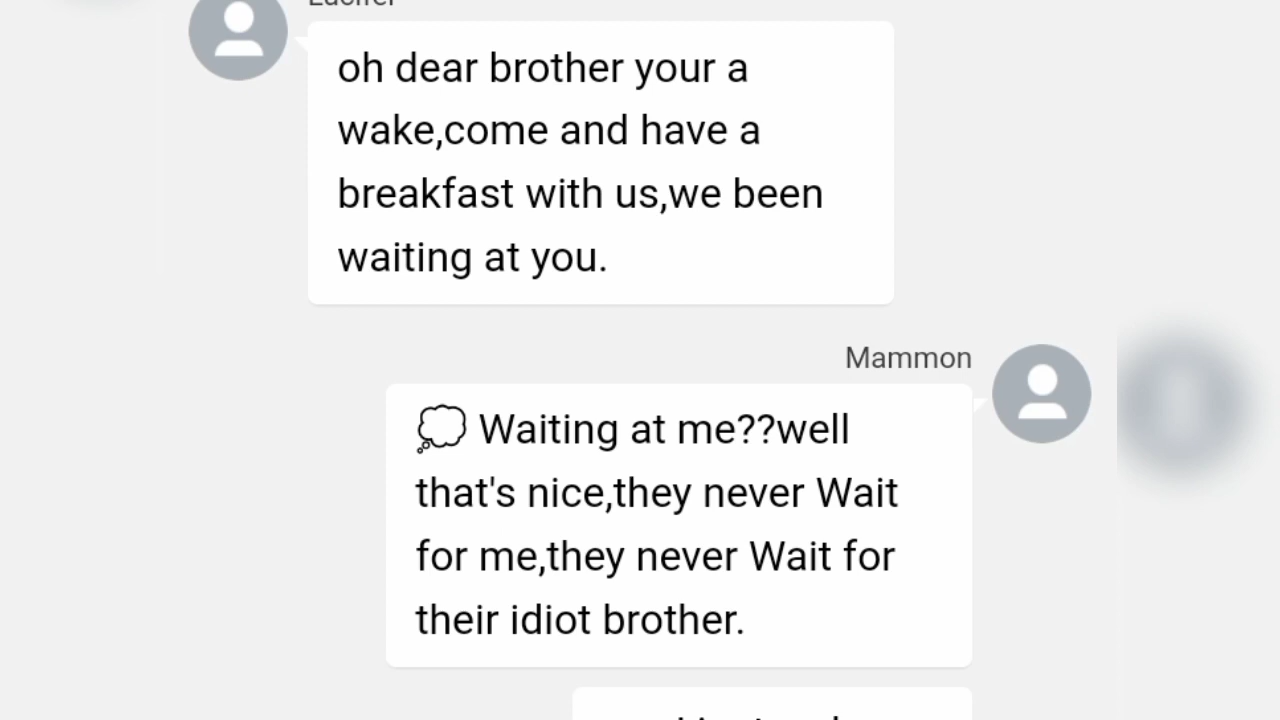 Lucifer
oh dear brother your a
wake,come and have a
breakfast with us,we been
waiting at you.
Mammon
💭 Waiting at me??well
that's nice,they never Wait
for me,they never Wait for
their idiot brother.